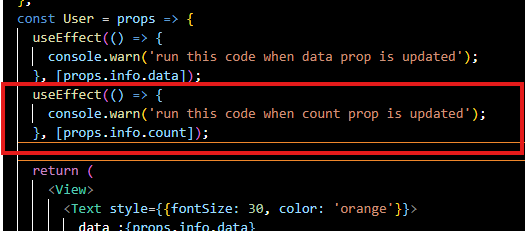 };
const User = props => {
useEffect(() => {
console.warn('run this code when data prop is updated');
}, [props.info.data]);
useEffect(() => {
console.warn('run this code when count prop is updated');
}, [props.info.count]);
return (
<View>
<Text style={{fontSize: 30, color: 'orange'}}>
data :{props.info.data}